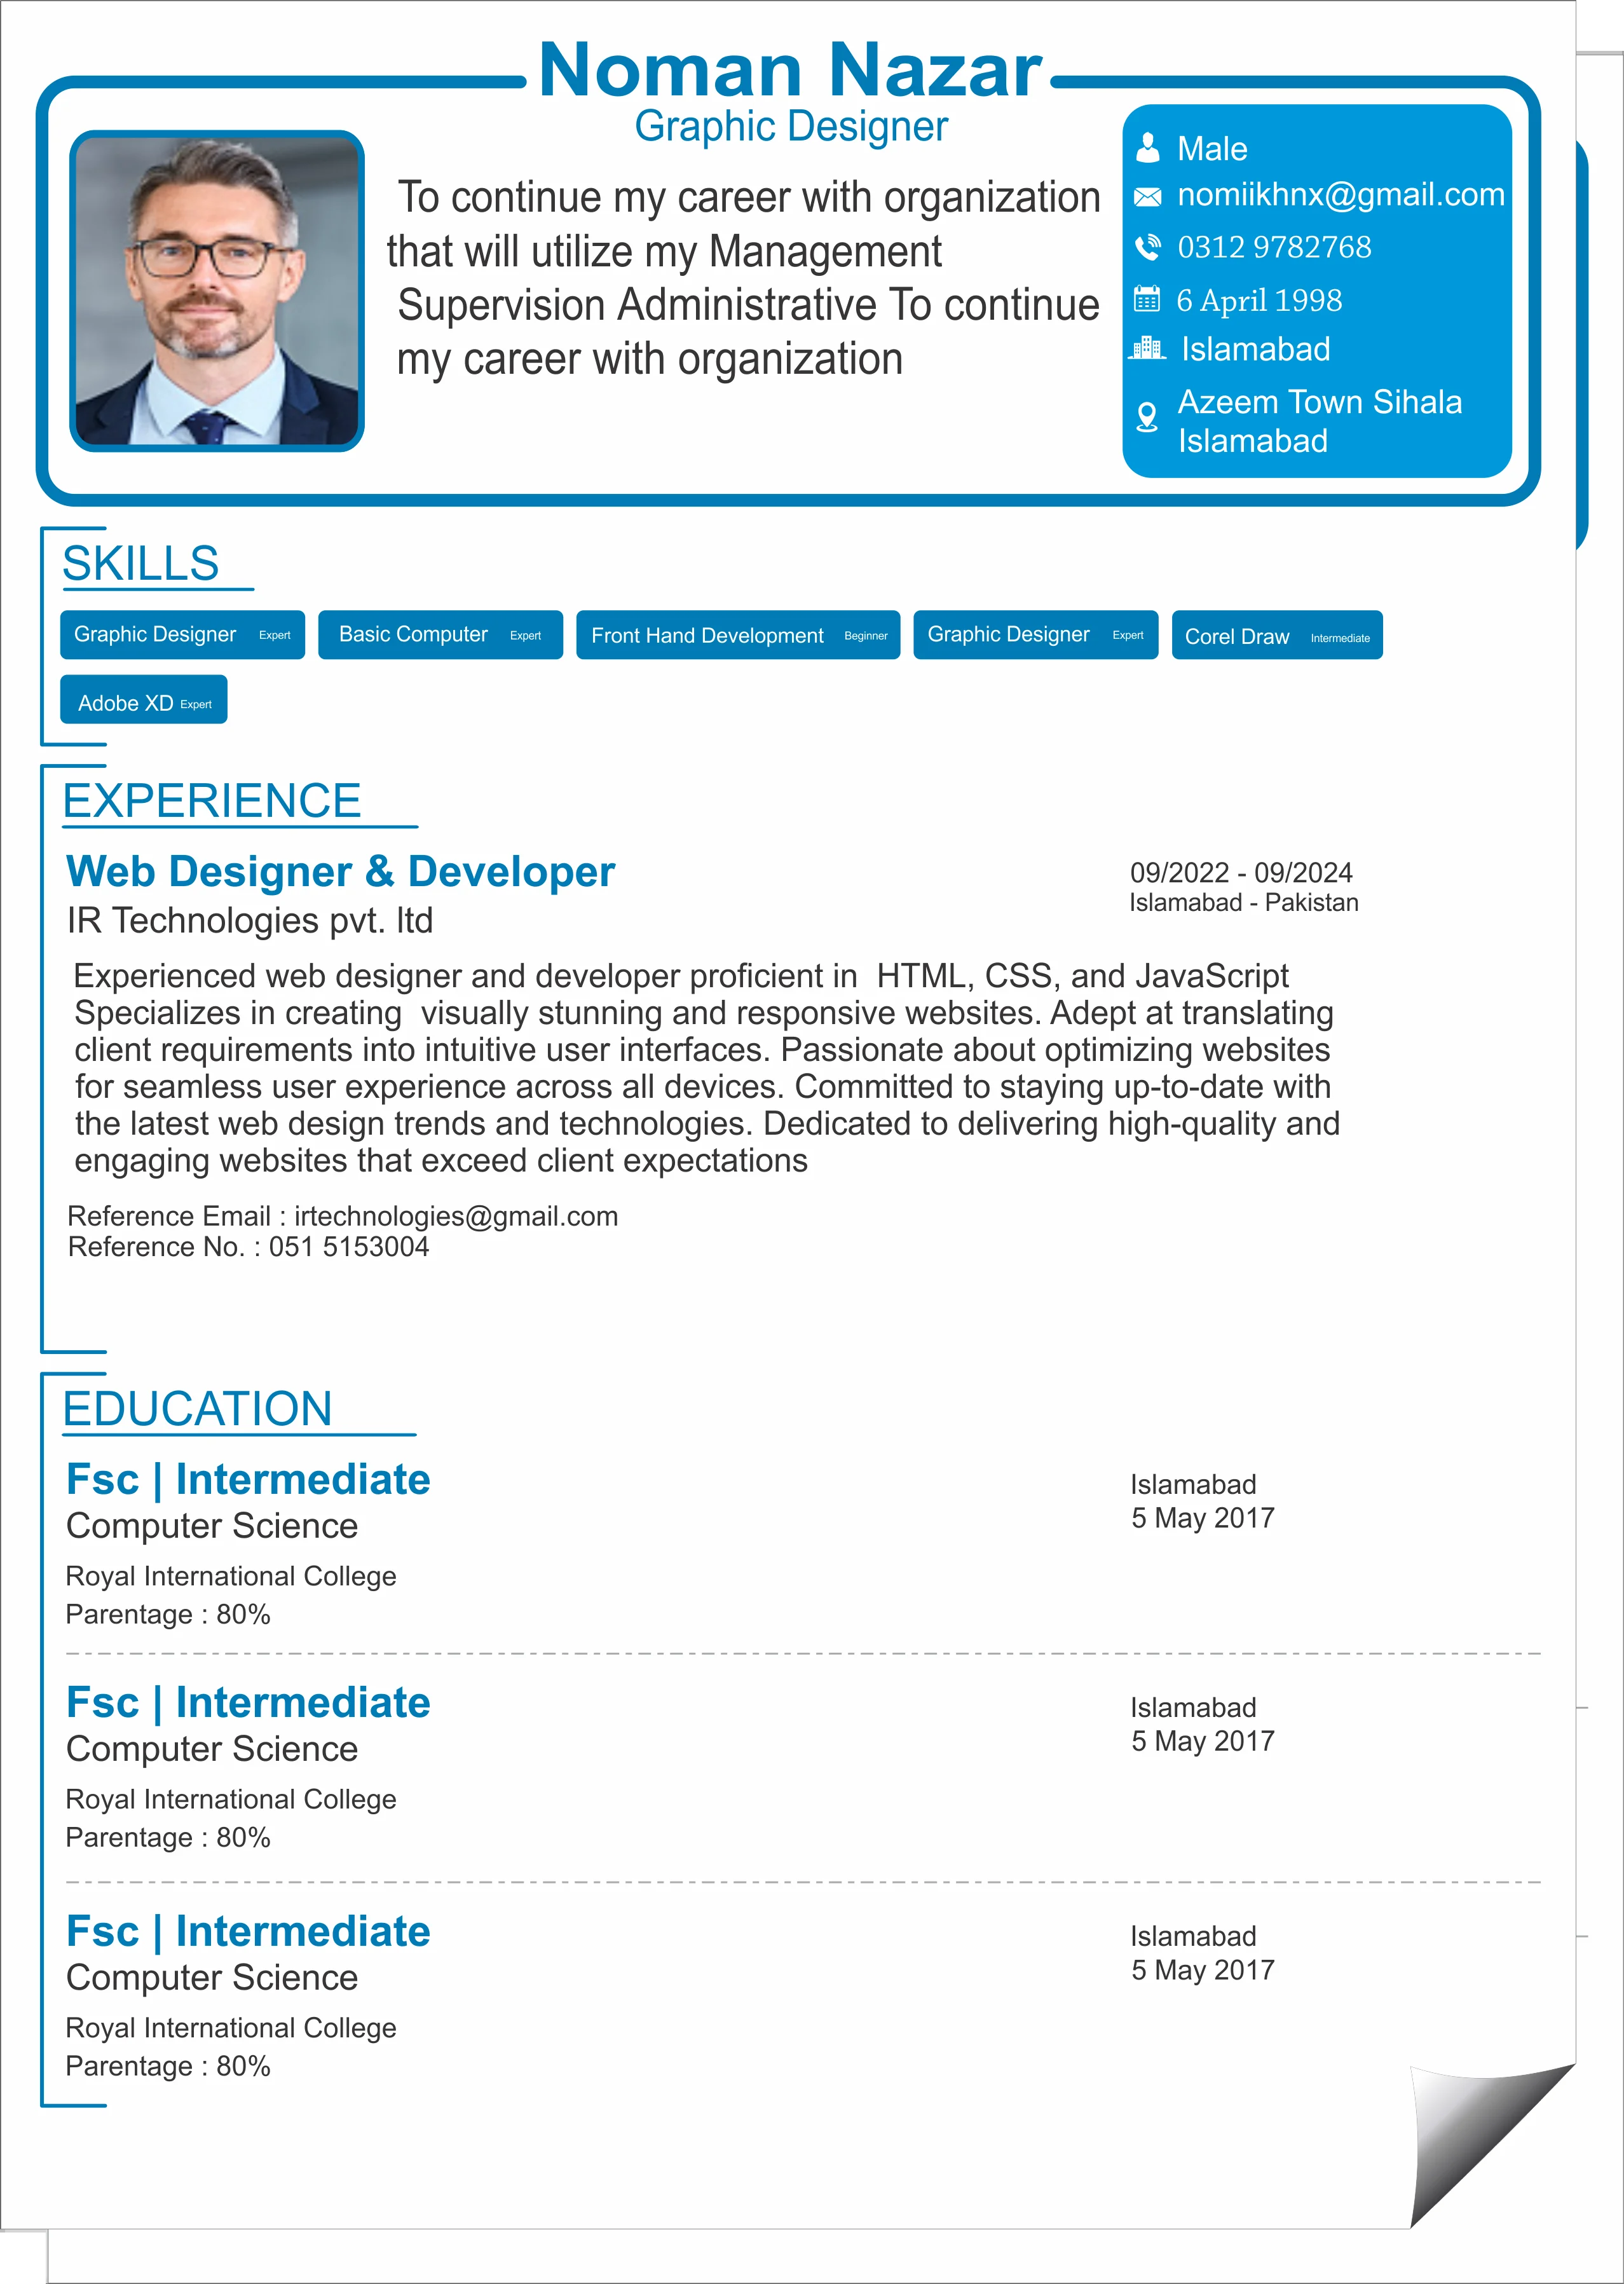 Noman Nazar
Graphic Designer
To continue my career with organization
that will utilize my Management
Supervision Administrative To continue
my career with organization
Male
nomiikhnx@gmail.com
0312 9782768
6 April 1998
Islamabad
Azeem Town Sihala
Islamabad
SKILLS
Graphic Designer Expert
Basic Computer Expert
Front Hand Development Beginner
Graphic Designer Expert
Corel Draw Intermediate
Adobe XD Expert
EXPERIENCE
Web Designer & Developer
09/2022 - 09/2024
IR Technologies pvt. ltd
Islamabad - Pakistan
Experienced web designer and developer proficient in HTML, CSS, and JavaScript
Specializes in creating visually stunning and responsive websites. Adept at translating
client requirements into intuitive user interfaces. Passionate about optimizing websites
for seamless user experience across all devices. Committed to staying up-to-date with
the latest web design trends and technologies. Dedicated to delivering high-quality and
engaging websites that exceed client expectations
Reference Email : irtechnologies@gmail.com
Reference No. : 051 5153004
EDUCATION
Fsc | Intermediate
Islamabad
Computer Science
5 May 2017
Royal International College
Parentage : 80%
Fsc | Intermediate
Islamabad
Computer Science
5 May 2017
Royal International College
Parentage : 80%
Fsc | Intermediate
Islamabad
Computer Science
5 May 2017
Royal International College
Parentage : 80%